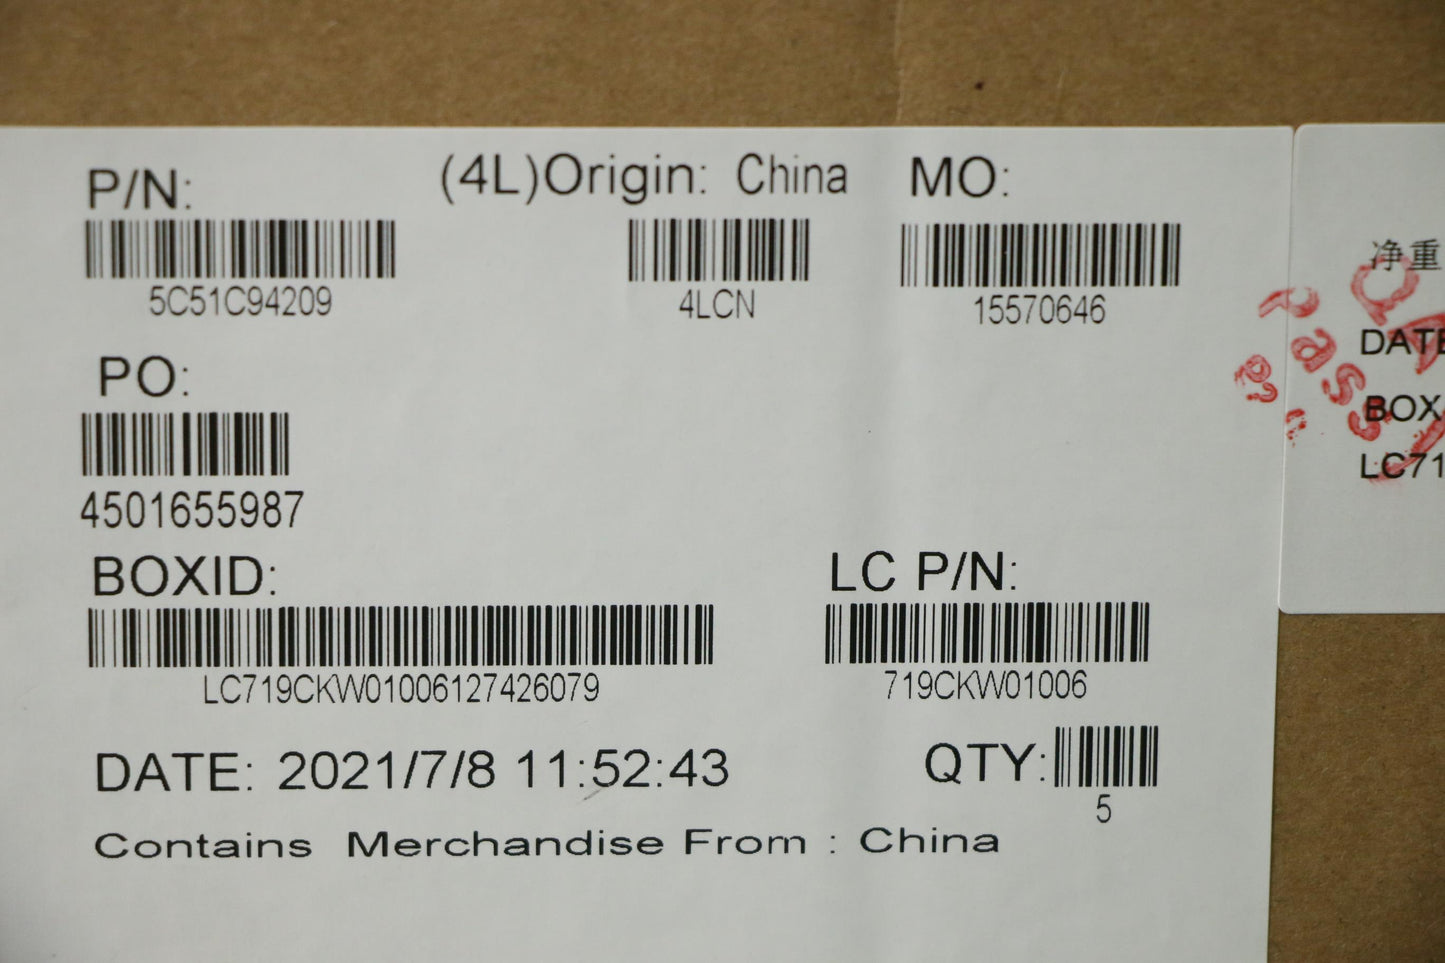 P/N:
(4L)Origin: China
MO:
5C51C94209
4LCN
15570646
PO:
4501655987
BOXID:
LC P/N:
LC719CKW01006127426079
719CKW01006
DATE: 2021/7/8 11:52:43
QTY:
5
Contains Merchandise From : China
净重
DATE
BOX
LC71
Pass